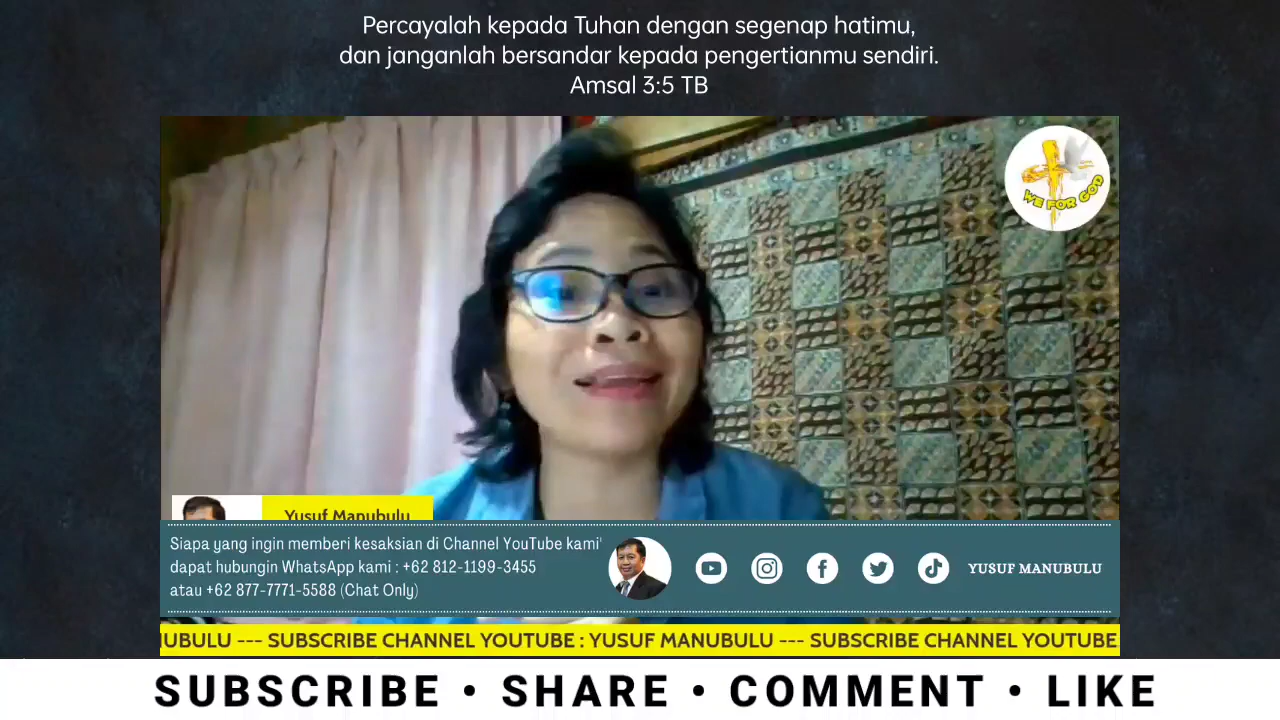 Percayalah kepada Tuhan dengan segenap hatimu,
dan janganlah bersandar kepada pengertianmu sendiri.
Amsal 3:5 TB
WE FOR GOD
Yusuf Manubulu
Siapa yang ingin memberi kesaksian di Channel YouTube kami'
dapat hubungin WhatsApp kami : +62 812-1199-3455
atau +62 877-7771-5588 (Chat Only)
YUSUF MANUBULU
UBULU --- SUBSCRIBE CHANNEL YOUTUBE : YUSUF MANUBULU --- SUBSCRIBE CHANNEL YOUTUBE
SUBSCRIBE • SHARE • COMMENT • LIKE